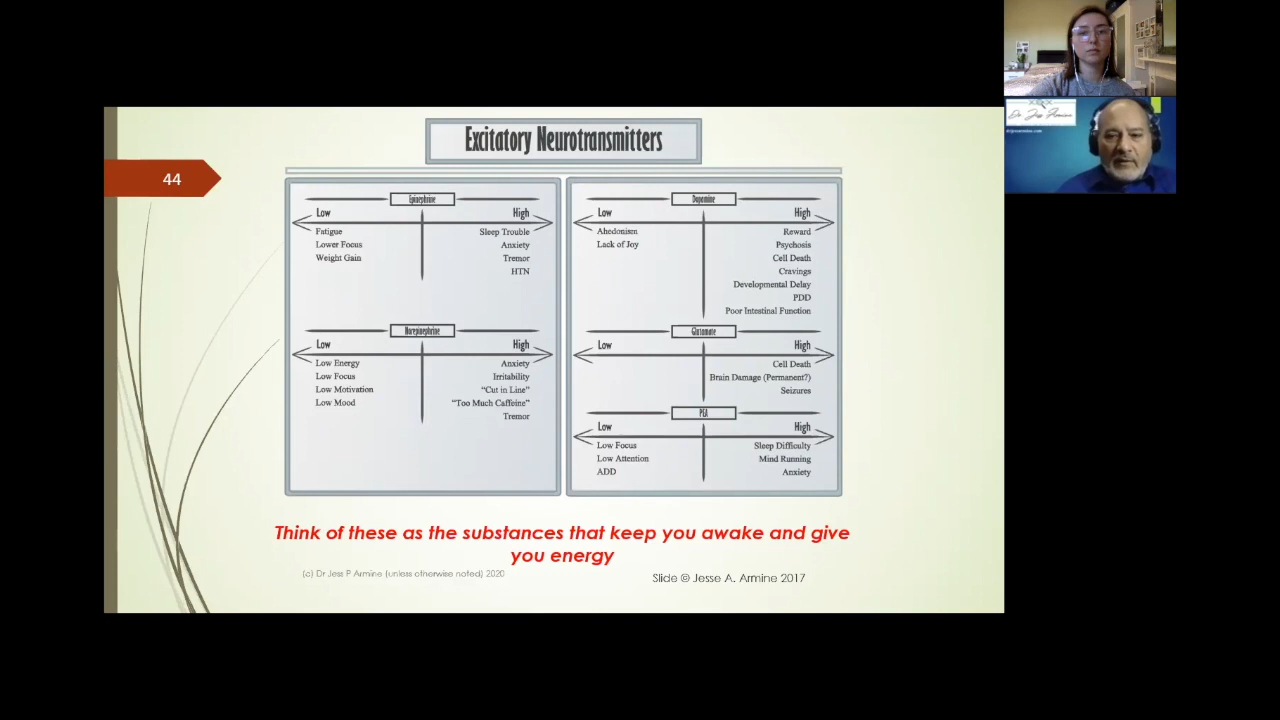 44
Excitatory Neurotransmitters
Epinephrine
Low
High
Fatigue
Sleep Trouble
Lower Focus
Anxiety
Weight Gain
Tremor
HTN
Norepinephrine
Low
High
Low Energy
Anxiety
Low Focus
Irritability
Low Motivation
"Cut in Line"
Low Mood
"Too Much Caffeine"
Tremor
Dopamine
Low
High
Ahedonism
Reward
Lack of Joy
Psychosis
Cell Death
Cravings
Developmental Delay
PDD
Poor Intestinal Function
Glutamate
Low
High
Cell Death
Brain Damage (Permanent?)
Seizures
PEA
Low
High
Low Focus
Sleep Difficulty
Low Attention
Mind Running
ADD
Anxiety
Think of these as the substances that keep you awake and give
you energy
(c) Dr Jess P Armine (unless otherwise noted) 2020
Slide © Jesse A. Armine 2017
Dr. Jess Armine